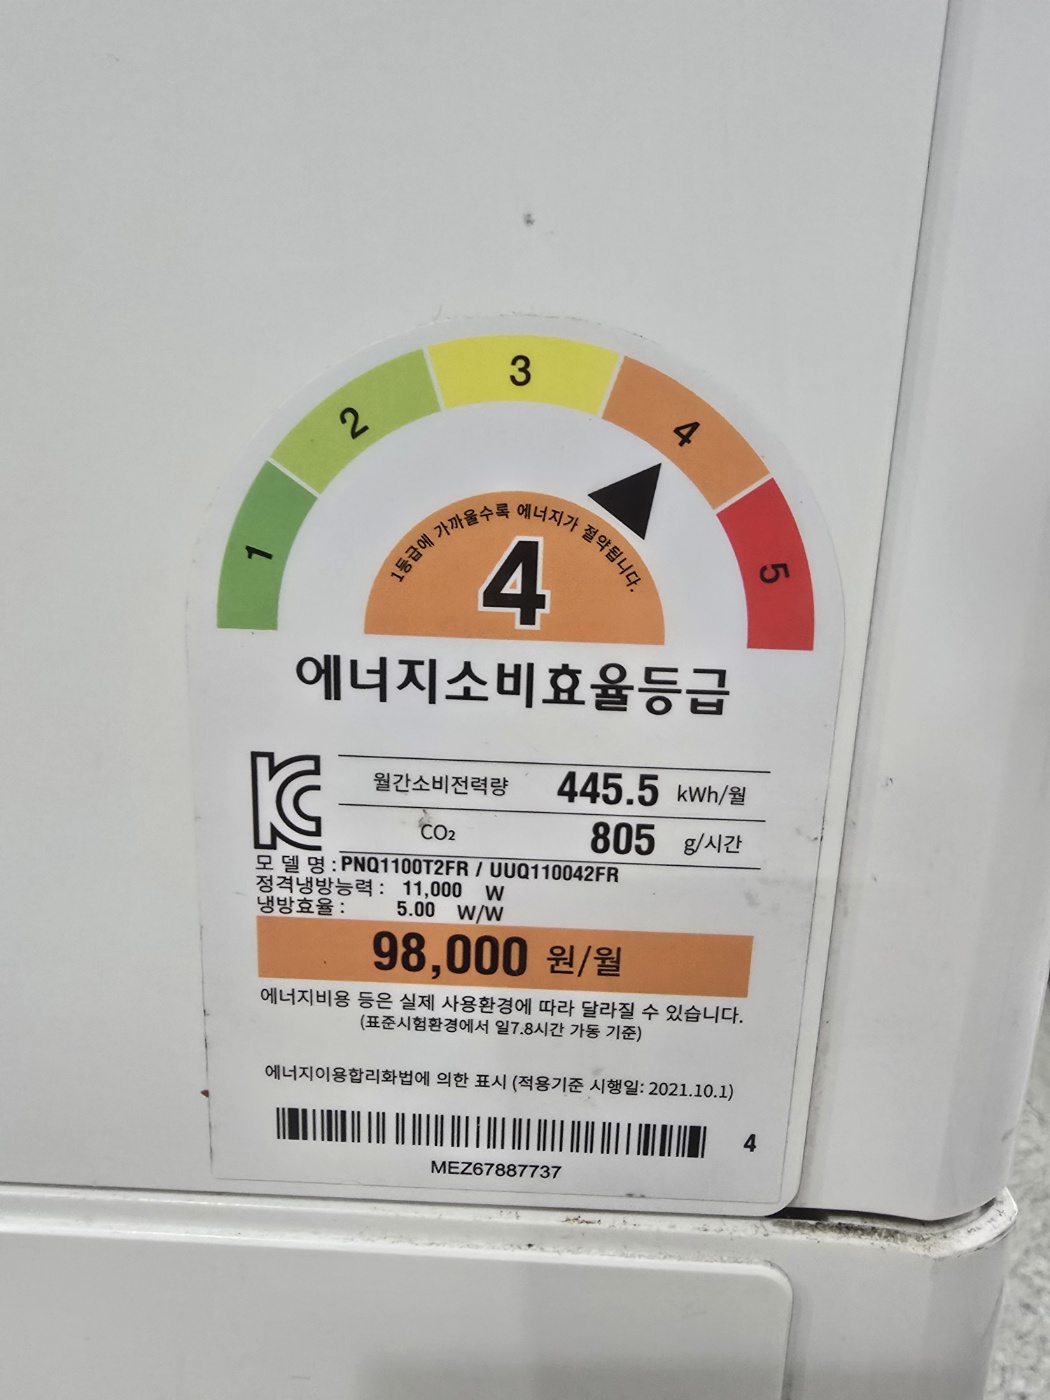 1 2 3 4 5
1등급에 가까울수록 에너지가 절약됩니다.
4
에너지소비효율등급
KC
월간소비전력량 445.5 kWh/월
CO₂ 805 g/시간
모 델 명 : PNQ1100T2FR / UUQ110042FR
정격냉방능력 : 11,000 W
냉방효율 : 5.00 W/W
98,000 원/월
에너지비용 등은 실제 사용환경에 따라 달라질 수 있습니다.
(표준시험환경에서 일7.8시간 가동 기준)
에너지이용합리화법에 의한 표시 (적용기준 시행일: 2021.10.1)
4
MEZ67887737